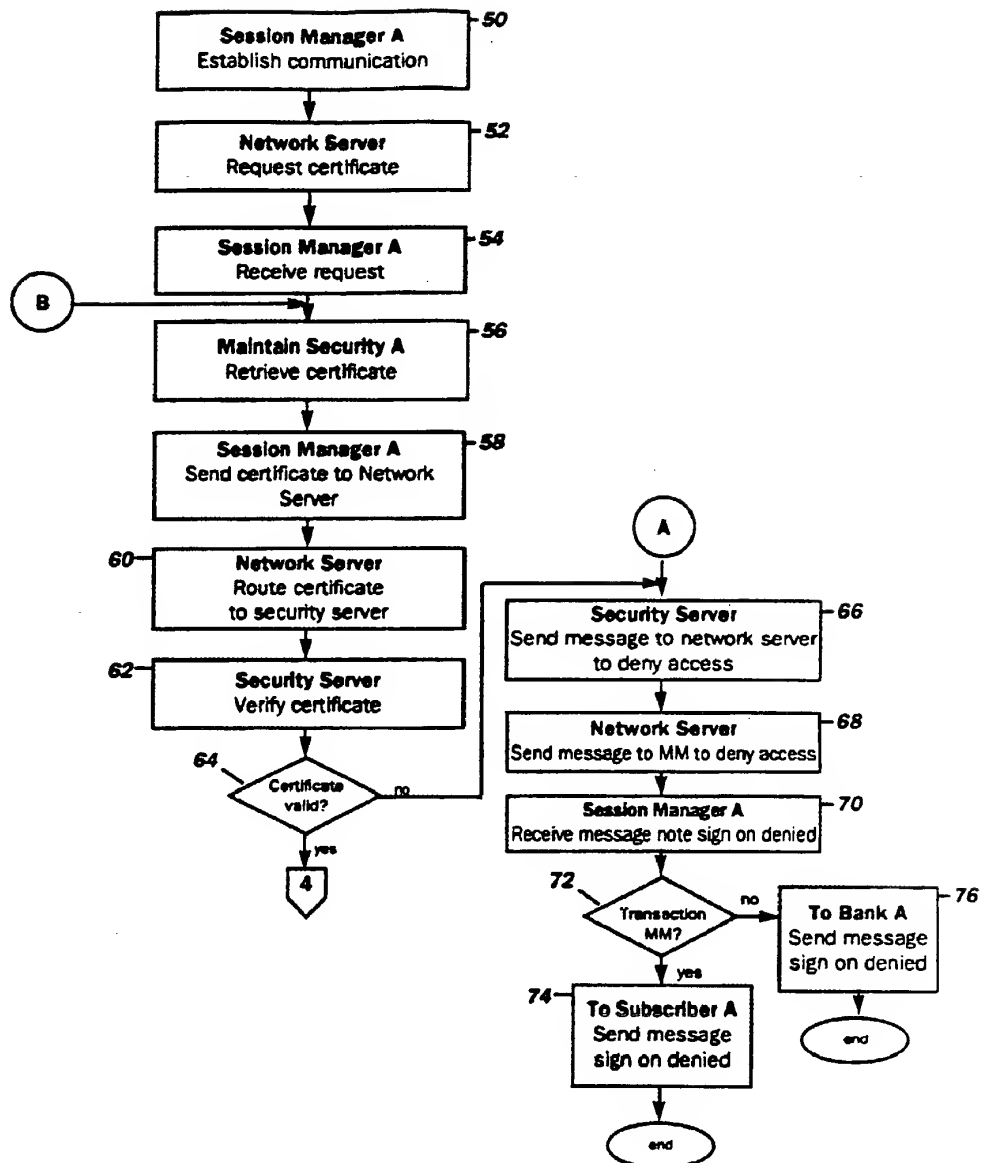 50
Session Manager A
Establish communication
52
Network Server
Request certificate
54
Session Manager A
Receive request
B
56
Maintain Security A
Retrieve certificate
58
Session Manager A
Send certificate to Network
Server
60
Network Server
Route certificate
to security server
62
Security Server
Verify certificate
64
Certificate
valid?
no
yes
4
A
66
Security Server
Send message to network server
to deny access
68
Network Server
Send message to MM to deny access
70
Session Manager A
Receive message note sign on denied
72
Transaction
MM?
no
yes
76
To Bank A
Send message
sign on denied
end
74
To Subscriber A
Send message
sign on denied
end